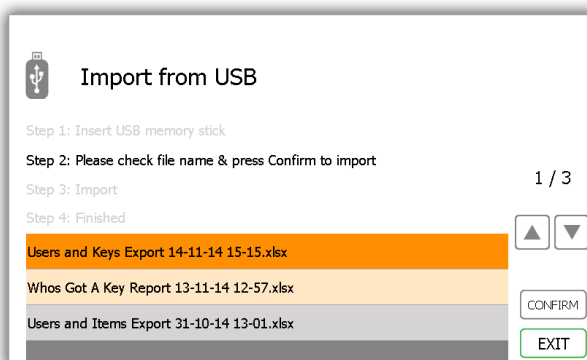 Import from USB
Step 1: Insert USB memory stick
Step 2: Please check file name & press Confirm to import
Step 3: Import
Step 4: Finished
1 / 3
Users and Keys Export 14-11-14 15-15.xlsx
Whos Got A Key Report 13-11-14 12-57.xlsx
Users and Items Export 31-10-14 13-01.xlsx
CONFIRM
EXIT